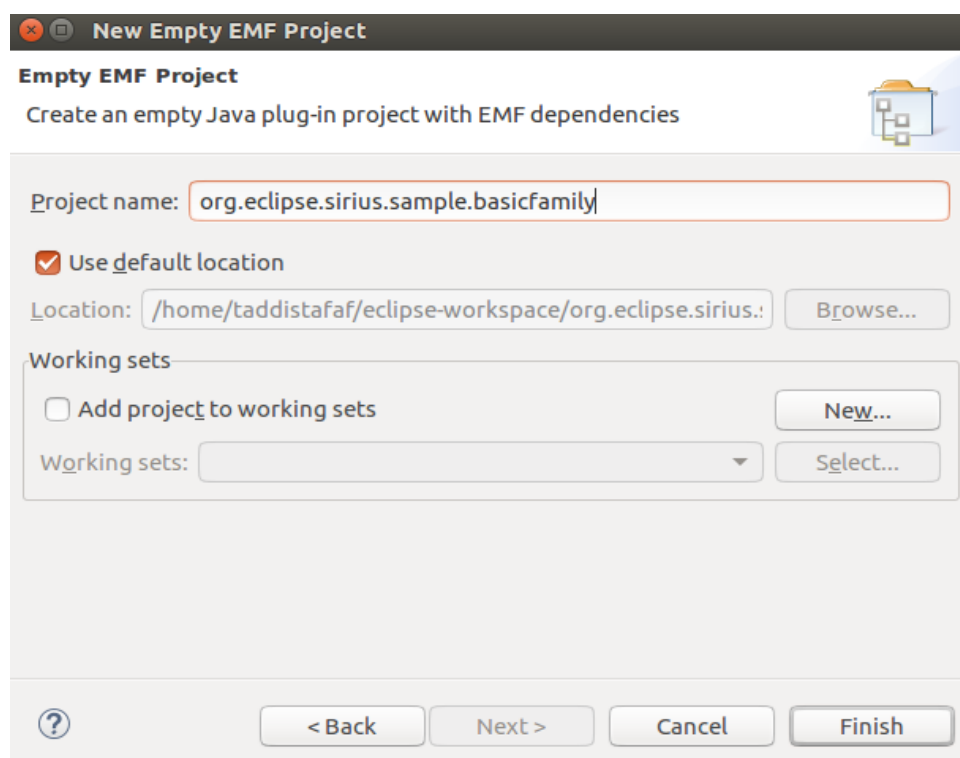 New Empty EMF Project
Empty EMF Project
Create an empty Java plug-in project with EMF dependencies
Project name: org.eclipse.sirius.sample.basicfamily
Use default location
Location: /home/taddistafaf/eclipse-workspace/org.eclipse.sirius.s Browse...
Working sets
Add project to working sets New...
Working sets: Select...
? < Back Next > Cancel Finish